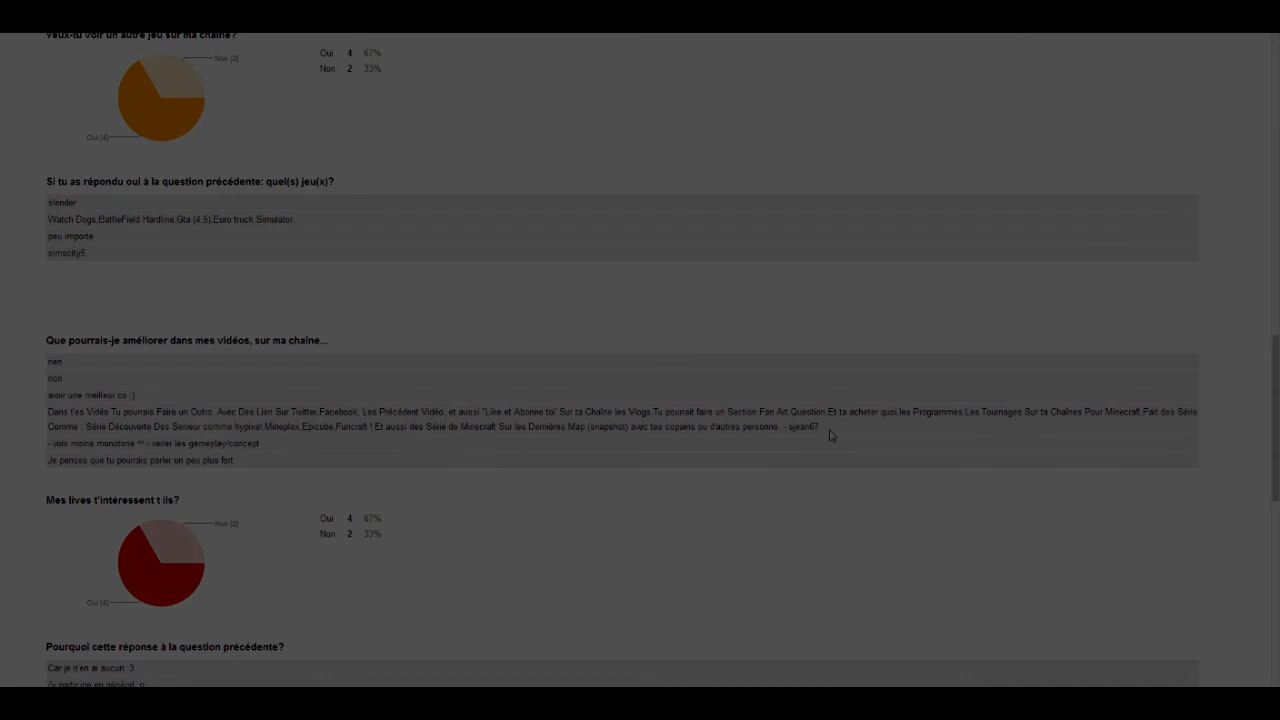 Veux-tu voir un autre jeu sur ma chaîne?
Non [2]
Oui 4 67%
Non 2 33%
Oui [4]
Si tu as répondu oui à la question précédente: quel(s) jeu(x)?
slender
Watch Dogs,BattleField Hardline,Gta (4,5),Euro truck Simulator.
peu importe
simscity5
Que pourrais-je améliorer dans mes vidéos, sur ma chaîne...
nen
non
avoir une meilleur co ;)
Dans t'es Vidéo Tu pourrais Faire un Outro Avec Des Lien Sur Twitter,Facebook, Les Précédent Vidéo, et aussi "Like et Abonne toi' Sur ta Chaîne les Vlogs,Tu pourrait faire un Section Fan Art,Question,Et ta acheter quoi,les Programmes,Les Tournages Sur ta Chaînes Pour Minecraft,Fait des Série
Comme : Série Découverte Des Serveur comme hypixel,Mineplex,Epicube,Funcraft ! Et aussi des Série de Minecraft Sur les Dernières Map (snapshot) avec tes copains ou d'autres personne. - sjean67
- voix moins monotone ^^ - varier les gameplay/concept
Je penses que tu pourrais parler un peu plus fort
Mes lives t'intéressent t ils?
Non [2]
Oui 4 67%
Non 2 33%
Oui [4]
Pourquoi cette réponse à la question précédente?
Car je n'en ai aucun :3
j'y participe en général